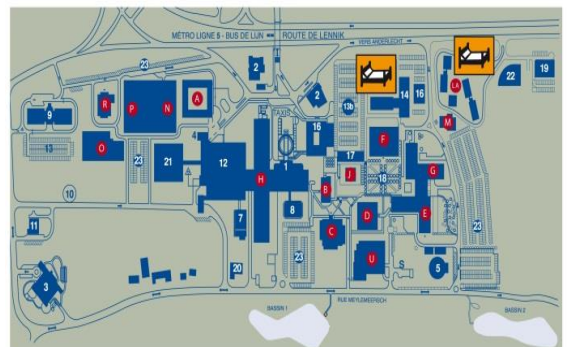 MÉTRO LIGNE 5 - BUS DE LIJN ROUTE DE LENNIK
VERS ANDERLECHT
23
2
22
19
R
P
N
A
2
13b
14
16
LA
9
M
TAXIS
16
4
F
13
O
23
21
12
17
1
H
J
18
G
10
B
11
7
8
C
D
E
23
3
20
23
U
S
5
BASSIN 1
RUE MEYLEMEERSCH
BASSIN 2